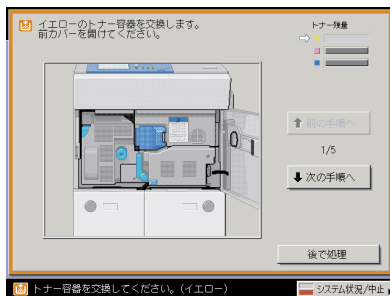 イエローのトナー容器を交換します。
前カバーを開けてください。
トナー残量
前の手順へ
1/5
次の手順へ
後で処理
トナー容器を交換してください。(イエロー)
システム状況/中止